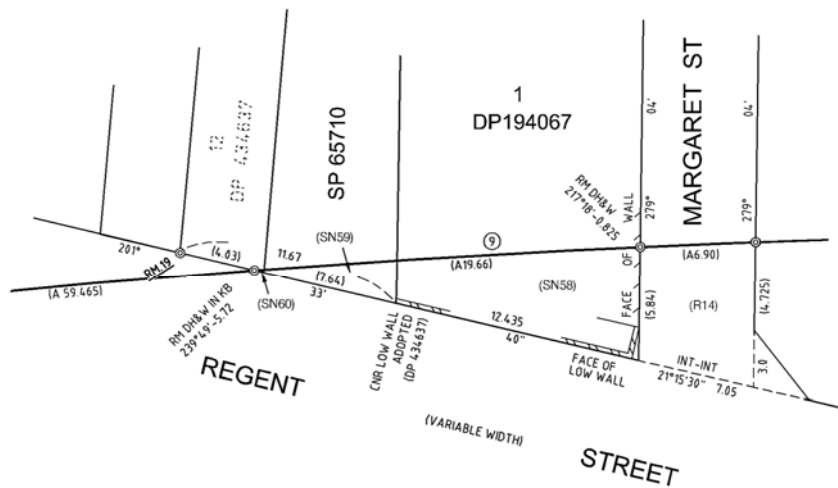 12
DP 434637
SP 65710
1
DP194067
MARGARET ST
04'
279°
04'
279°
RM DH&W
217°18'-0.825
FACE OF WALL
201°
(4.03)
11.67
(SN59)
9
(A19.66)
(A6.90)
RM.19
(A 59.465)
(SN60)
(7.64)
33'
(SN58)
(5.84)
(R14)
(4.725)
RM DH&W IN KB
239°49'-5.72
CNR LOW WALL
ADOPTED
(DP 434637)
12.435
40"
FACE OF
LOW WALL
INT-INT
21°15'30"
7.05
3.0
REGENT
(VARIABLE WIDTH)
STREET